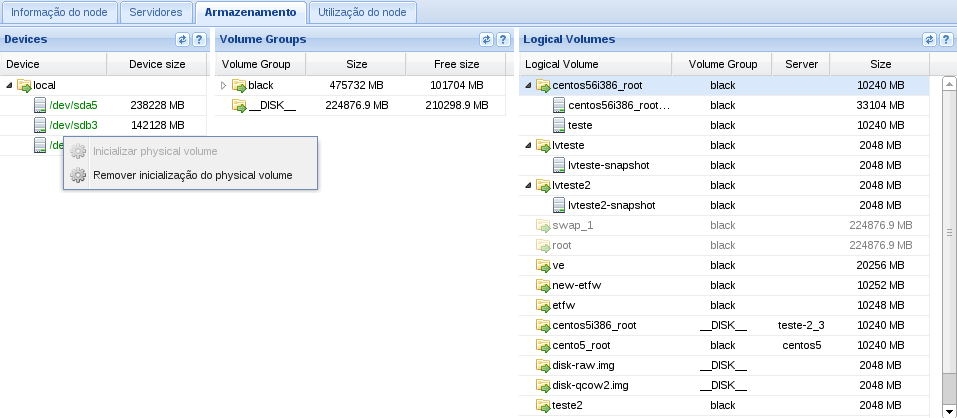 Informação do node Servidores Armazenamento Utilização do node
Devices
Device Device size
local
/dev/sda5 238228 MB
/dev/sdb3 142128 MB
Inicializar physical volume
Remover inicialização do physical volume
Volume Groups
Volume Group Size Free size
black 475732 MB 101704 MB
__DISK__ 224876.9 MB 210298.9 MB
Logical Volumes
Logical Volume Volume Group Server Size
centos56i386_root black 10240 MB
centos56i386_root... black 33104 MB
teste black 10240 MB
lvteste black 2048 MB
lvteste-snapshot black 2048 MB
lvteste2 black 2048 MB
lvteste2-snapshot black 2048 MB
swap_1 black 224876.9 MB
root black 224876.9 MB
ve black 20256 MB
new-etfw black 10252 MB
etfw black 10248 MB
centos5i386_root __DISK__ teste-2_3 10240 MB
cento5_root black centos5 10240 MB
disk-raw.img __DISK__ 2048 MB
disk-qcow2.img __DISK__ 2048 MB
teste2 black 2048 MB